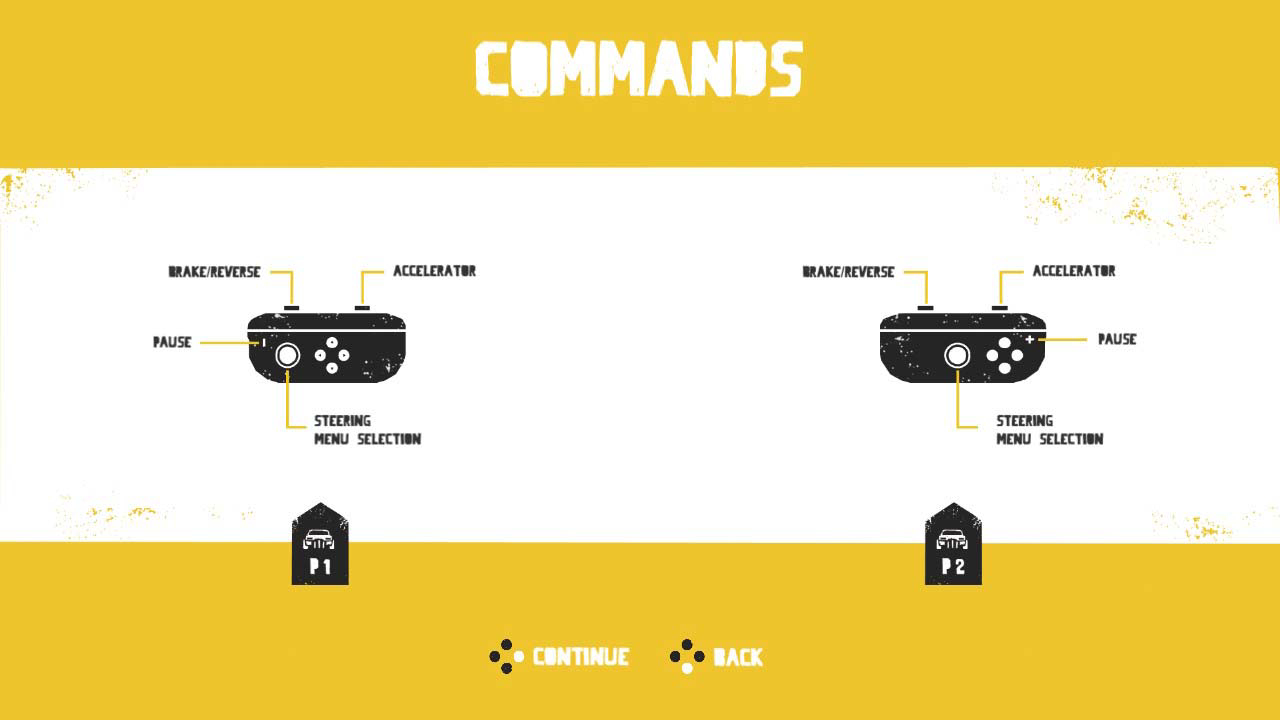 COMMANDS
BRAKE/REVERSE
ACCELERATOR
PAUSE
STEERING
MENU SELECTION
P1
BRAKE/REVERSE
ACCELERATOR
PAUSE
STEERING
MENU SELECTION
P2
CONTINUE
BACK